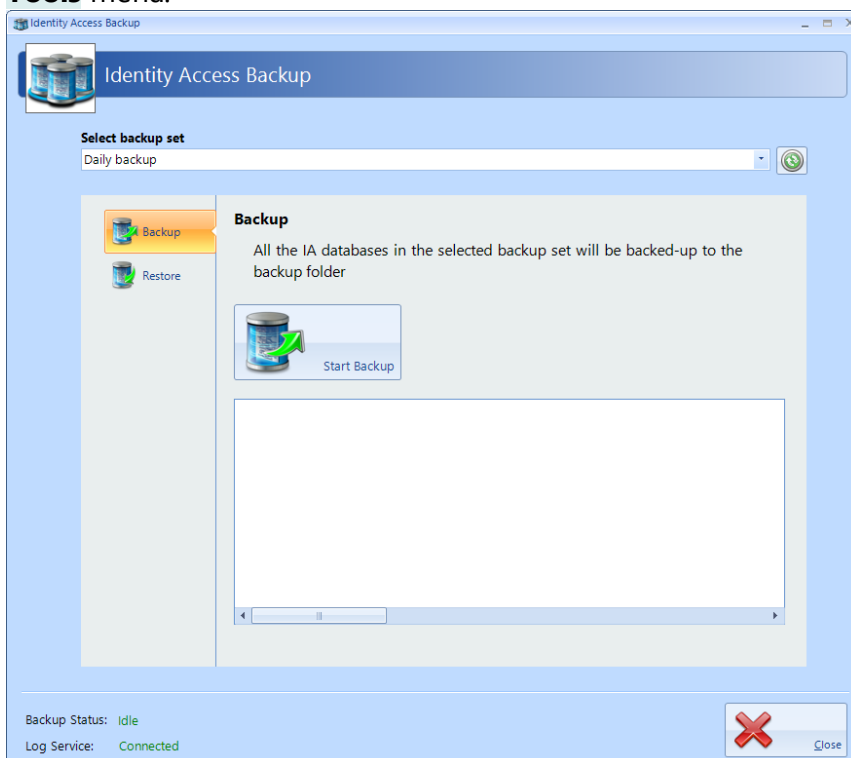 Tools menu.
Identity Access Backup
Identity Access Backup
Select backup set
Daily backup
Backup
Restore
Backup
All the IA databases in the selected backup set will be backed-up to the
backup folder
Start Backup
Backup Status: Idle
Log Service: Connected
Close